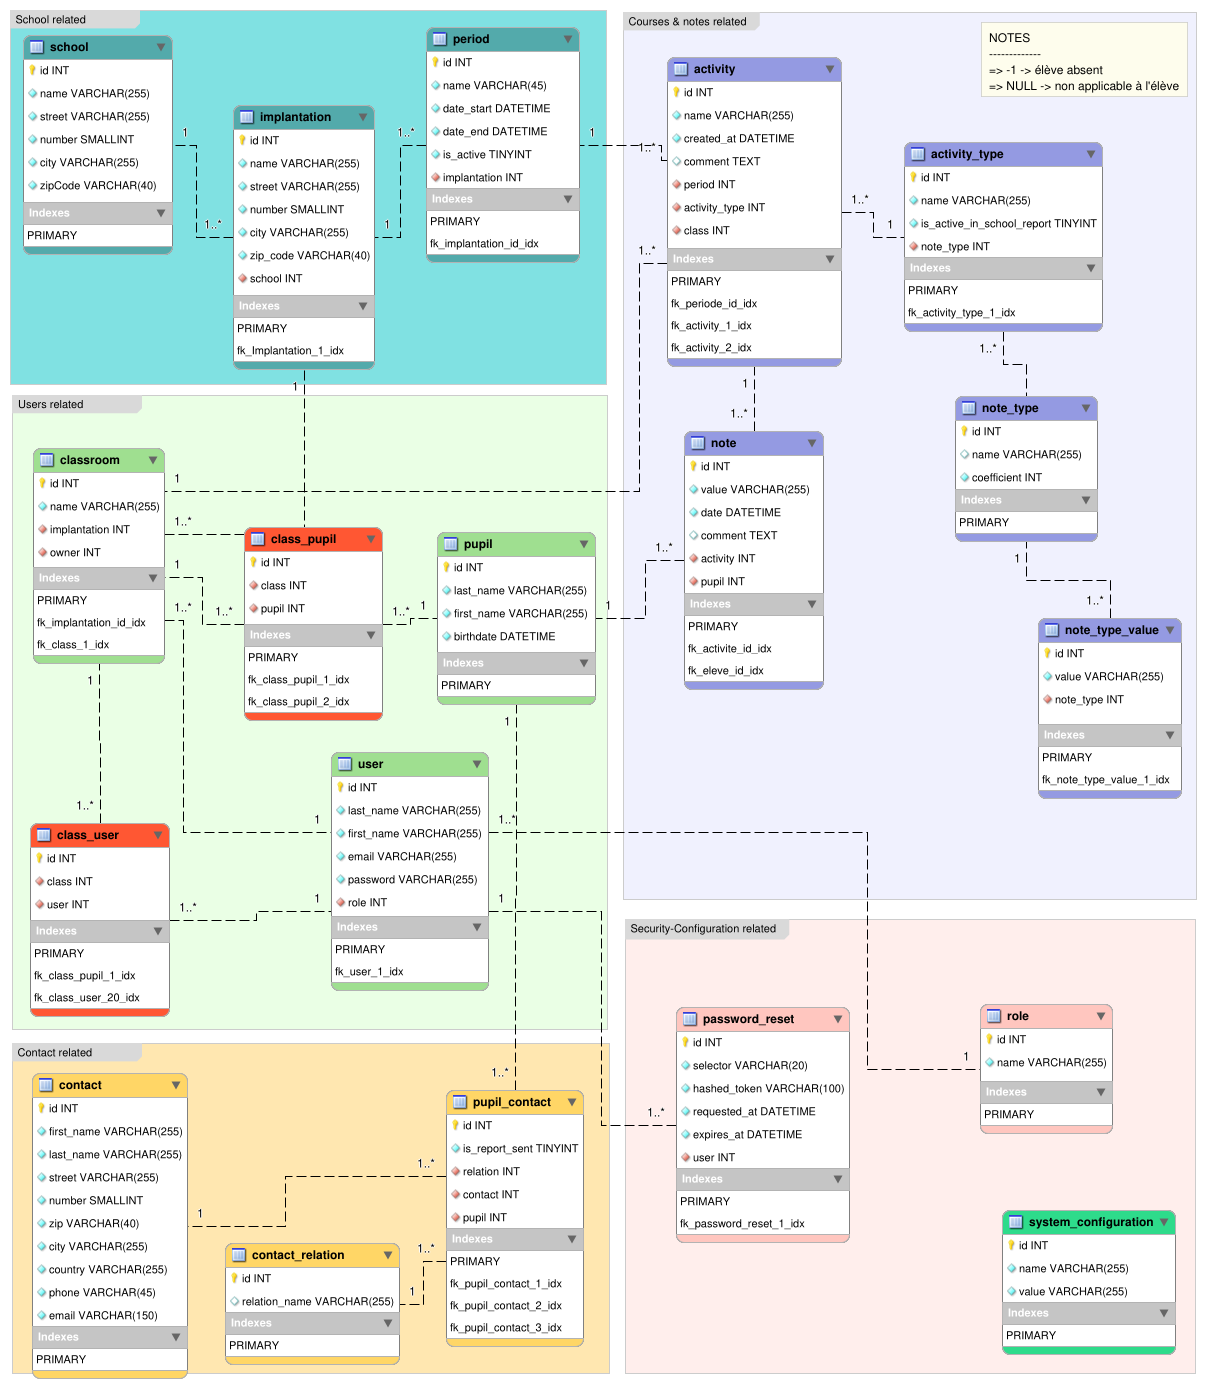 School related
school
id INT
name VARCHAR(255)
street VARCHAR(255)
number SMALLINT
city VARCHAR(255)
zipCode VARCHAR(40)
Indexes
PRIMARY
1
1..*
implantation
id INT
name VARCHAR(255)
street VARCHAR(255)
number SMALLINT
city VARCHAR(255)
zip_code VARCHAR(40)
school INT
Indexes
PRIMARY
fk_Implantation_1_idx
1..*
1
1
period
id INT
name VARCHAR(45)
date_start DATETIME
date_end DATETIME
is_active TINYINT
implantation INT
Indexes
PRIMARY
fk_implantation_id_idx
1
Courses & notes related
NOTES
-------------
=> -1 -> élève absent
=> NULL -> non applicable à l'élève
1..*
1..*
activity
id INT
name VARCHAR(255)
created_at DATETIME
comment TEXT
period INT
activity_type INT
class INT
Indexes
PRIMARY
fk_periode_id_idx
fk_activity_1_idx
fk_activity_2_idx
1..*
1
1
1..*
activity_type
id INT
name VARCHAR(255)
is_active_in_school_report TINYINT
note_type INT
Indexes
PRIMARY
fk_activity_type_1_idx
1..*
note_type
id INT
name VARCHAR(255)
coefficient INT
Indexes
PRIMARY
1
1..*
note_type_value
id INT
value VARCHAR(255)
note_type INT
Indexes
PRIMARY
fk_note_type_value_1_idx
note
id INT
value VARCHAR(255)
date DATETIME
comment TEXT
activity INT
pupil INT
Indexes
PRIMARY
fk_activite_id_idx
fk_eleve_id_idx
1..*
1
Users related
classroom
id INT
name VARCHAR(255)
implantation INT
owner INT
Indexes
PRIMARY
fk_implantation_id_idx
fk_class_1_idx
1
1..*
1
1..*
1..*
1
1..*
class_pupil
id INT
class INT
pupil INT
Indexes
PRIMARY
fk_class_pupil_1_idx
fk_class_pupil_2_idx
1..*
1
pupil
id INT
last_name VARCHAR(255)
first_name VARCHAR(255)
birthdate DATETIME
Indexes
PRIMARY
1
user
id INT
last_name VARCHAR(255)
first_name VARCHAR(255)
email VARCHAR(255)
password VARCHAR(255)
role INT
Indexes
PRIMARY
fk_user_1_idx
1
1..*
1
1
class_user
id INT
class INT
user INT
Indexes
PRIMARY
fk_class_pupil_1_idx
fk_class_user_20_idx
1..*
Security-Configuration related
password_reset
id INT
selector VARCHAR(20)
hashed_token VARCHAR(100)
requested_at DATETIME
expires_at DATETIME
user INT
Indexes
PRIMARY
fk_password_reset_1_idx
1..*
1
role
id INT
name VARCHAR(255)
Indexes
PRIMARY
system_configuration
id INT
name VARCHAR(255)
value VARCHAR(255)
Indexes
PRIMARY
Contact related
contact
id INT
first_name VARCHAR(255)
last_name VARCHAR(255)
street VARCHAR(255)
number SMALLINT
zip VARCHAR(40)
city VARCHAR(255)
country VARCHAR(255)
phone VARCHAR(45)
email VARCHAR(150)
Indexes
PRIMARY
1
contact_relation
id INT
relation_name VARCHAR(255)
Indexes
PRIMARY
1
1..*
1..*
1..*
pupil_contact
id INT
is_report_sent TINYINT
relation INT
contact INT
pupil INT
Indexes
PRIMARY
fk_pupil_contact_1_idx
fk_pupil_contact_2_idx
fk_pupil_contact_3_idx